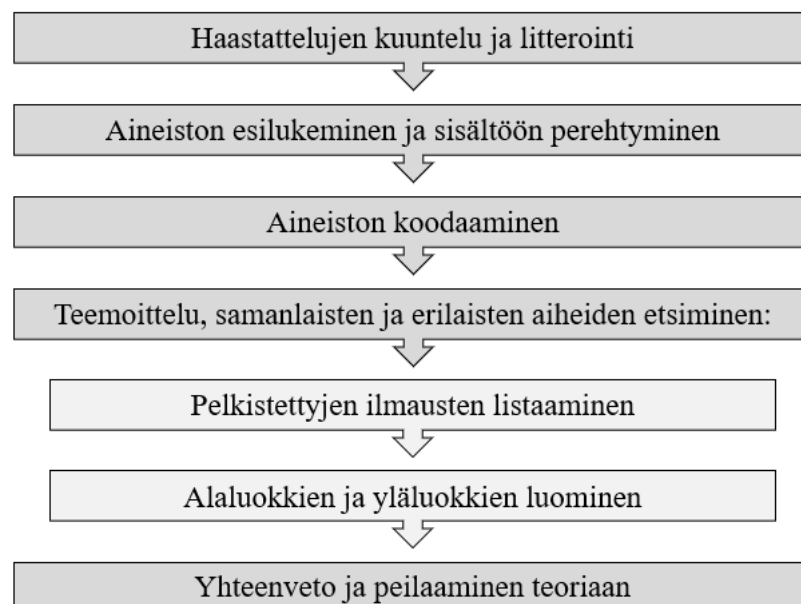 Haastattelujen kuuntelu ja litterointi
Aineiston esilukeminen ja sisältöön perehtyminen
Aineiston koodaaminen
Teemoittelu, samanlaisten ja erilaisten aiheiden etsiminen:
Pelkistettyjen ilmausten listaaminen
Alaluokkien ja yläluokkien luominen
Yhteenveto ja peilaaminen teoriaan